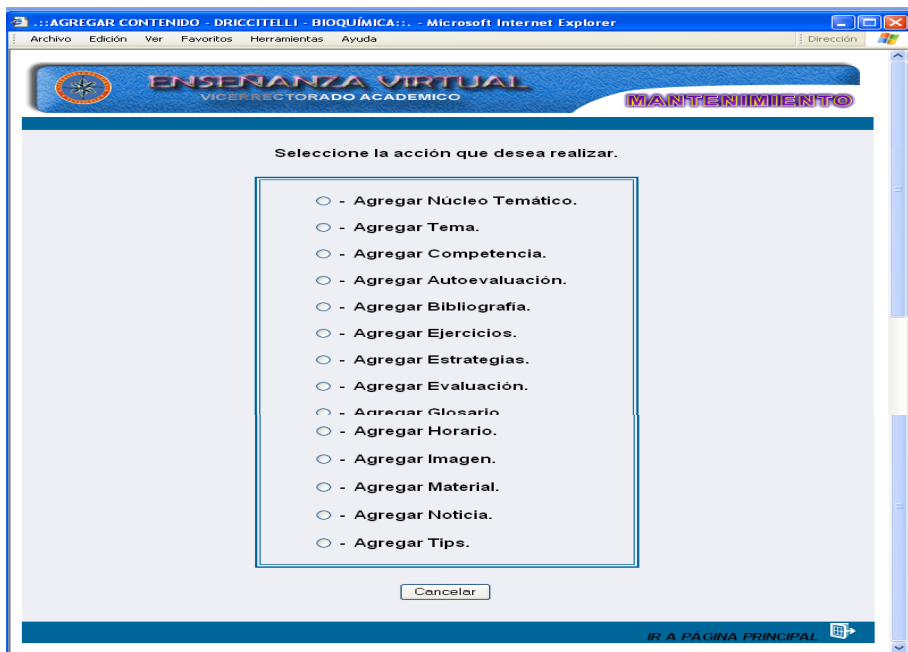 .::AGREGAR CONTENIDO - DRICCITELLI - BIOQUÍMICA::. - Microsoft Internet Explorer
Archivo Edición Ver Favoritos Herramientas Ayuda Dirección
ENSEÑANZA VIRTUAL
VICERRECTORADO ACADEMICO
MANTENIMIENTO
Seleccione la acción que desea realizar.
- Agregar Núcleo Temático.
- Agregar Tema.
- Agregar Competencia.
- Agregar Autoevaluación.
- Agregar Bibliografía.
- Agregar Ejercicios.
- Agregar Estrategias.
- Agregar Evaluación.
- Agregar Glosario
- Agregar Horario.
- Agregar Imagen.
- Agregar Material.
- Agregar Noticia.
- Agregar Tips.
Cancelar
IR A PÁGINA PRINCIPAL